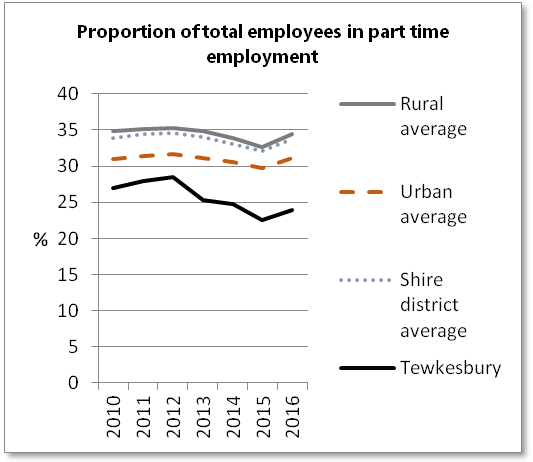 Proportion of total employees in part time
employment
40
35
30
25
20
15
10
5
0
%
2010
2011
2012
2013
2014
2015
2016
Rural
average
Urban
average
Shire
district
average
Tewkesbury